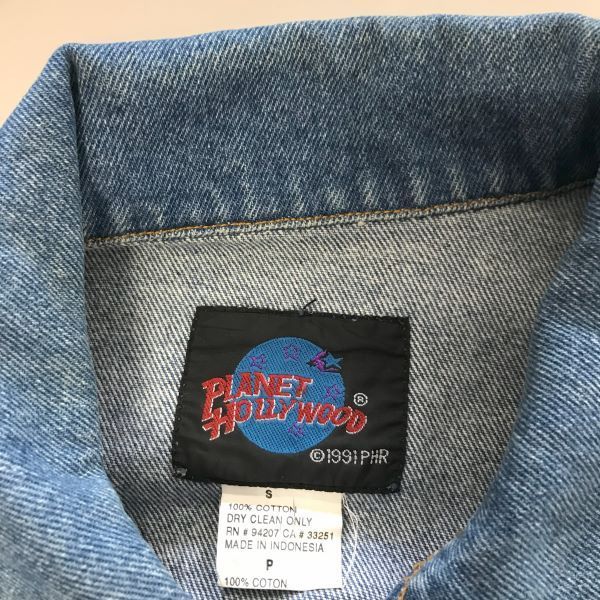 PLANET
HOLLYWOOD ®
©1991PHR
S
100% COTTON
DRY CLEAN ONLY
RN # 94207 CA # 33251
MADE IN INDONESIA
P
100% COTON